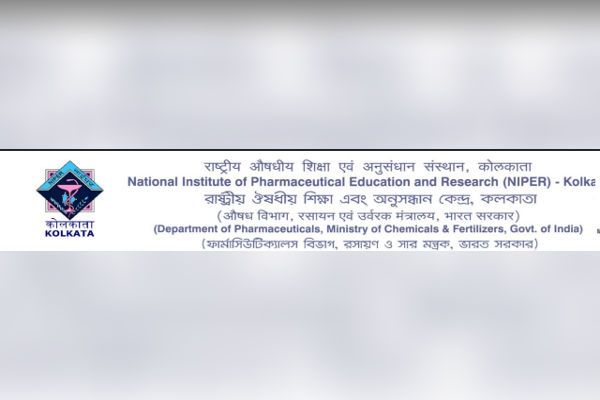 राष्ट्रीय औषधीय शिक्षा एवं अनुसंधान संस्थान, कोलकाता
National Institute of Pharmaceutical Education and Research (NIPER) - Kolka
রাষ্ট্রীয় ঔষধীয় শিক্ষা এবং অনুসন্ধান কেন্দ্র, কলকাতা
(औषध विभाग, रसायन एवं उर्वरक मंत्रालय, भारत सरकार)
(Department of Pharmaceuticals, Ministry of Chemicals & Fertilizers, Govt. of India)
(ফার্মাসিউটিক্যালস বিভাগ, রসায়ণ ও সার মন্ত্রক, ভারত সরকার)
NIPER
कोलकाता
KOLKATA